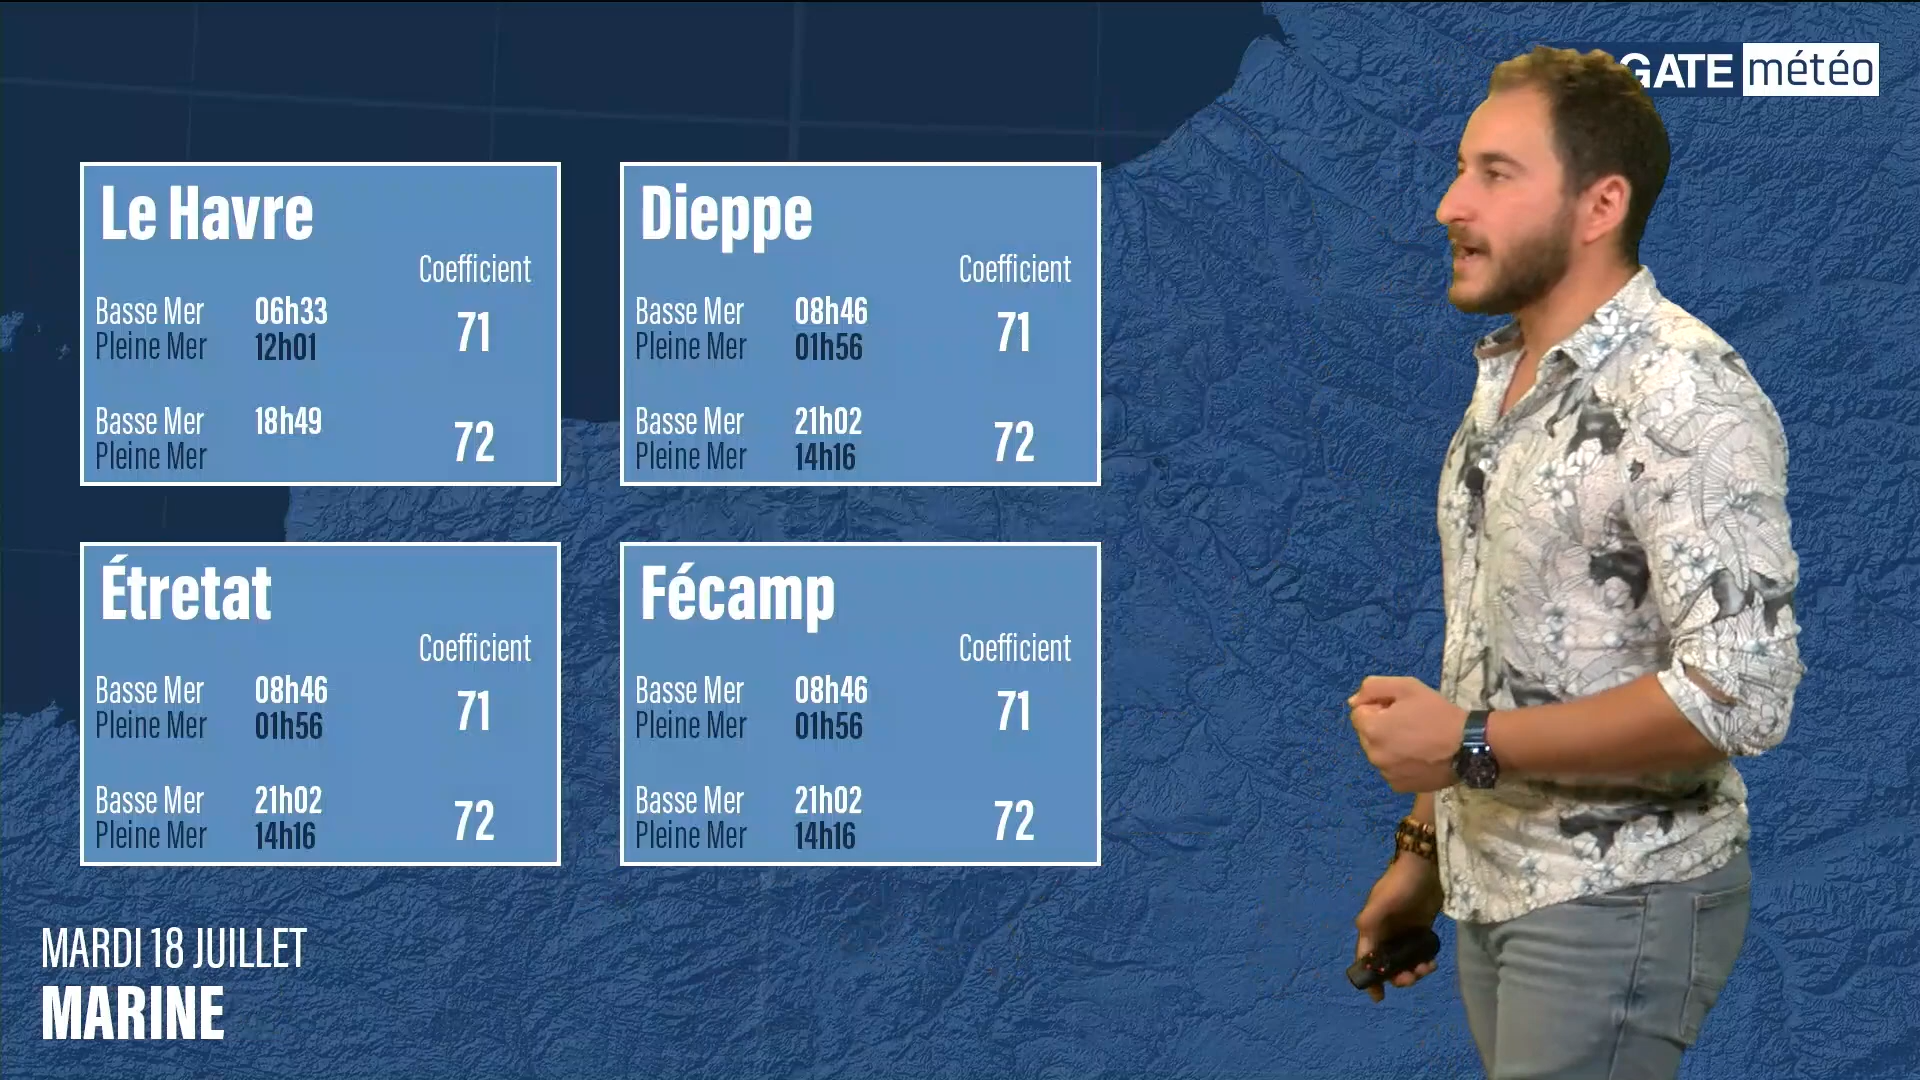 GATE météo
Le Havre
Coefficient
Basse Mer 06h33
Pleine Mer 12h01
71
Basse Mer 18h49
Pleine Mer
72
Dieppe
Coefficient
Basse Mer 08h46
Pleine Mer 01h56
71
Basse Mer 21h02
Pleine Mer 14h16
72
Étretat
Coefficient
Basse Mer 08h46
Pleine Mer 01h56
71
Basse Mer 21h02
Pleine Mer 14h16
72
Fécamp
Coefficient
Basse Mer 08h46
Pleine Mer 01h56
71
Basse Mer 21h02
Pleine Mer 14h16
72
MARDI 18 JUILLET
MARINE